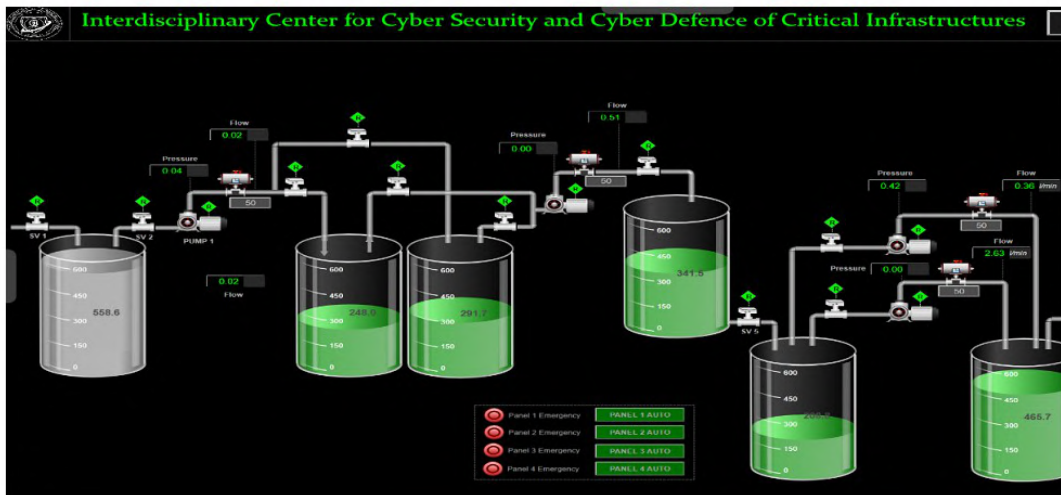 Interdisciplinary Center for Cyber Security and Cyber Defence of Critical Infrastructures
Flow
0.02
Pressure
0.04
50
SV 1
SV 2
PUMP 1
0.02
Flow
600
450
300
150
0
558.6
600
450
300
150
0
248.0
600
450
300
150
0
291.7
Pressure
0.00
Flow
0.51
50
600
450
300
150
0
341.5
SV 5
Pressure
0.42
Flow
0.36
l/min
50
Flow
2.63
l/min
Pressure
0.00
50
600
450
300
150
0
600
450
300
150
0
465.7
Panel 1 Emergency PANEL 1 AUTO
Panel 2 Emergency PANEL 2 AUTO
Panel 3 Emergency PANEL 3 AUTO
Panel 4 Emergency PANEL 4 AUTO